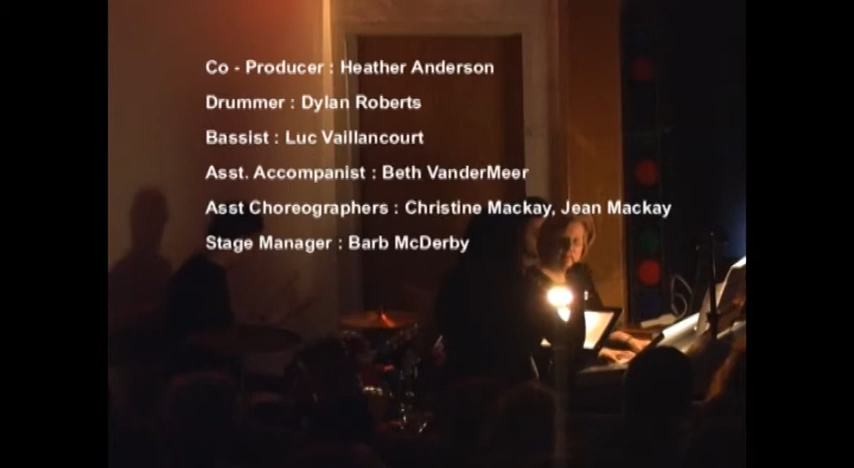 Co - Producer : Heather Anderson
Drummer : Dylan Roberts
Bassist : Luc Vaillancourt
Asst. Accompanist : Beth VanderMeer
Asst Choreographers : Christine Mackay, Jean Mackay
Stage Manager : Barb McDerby